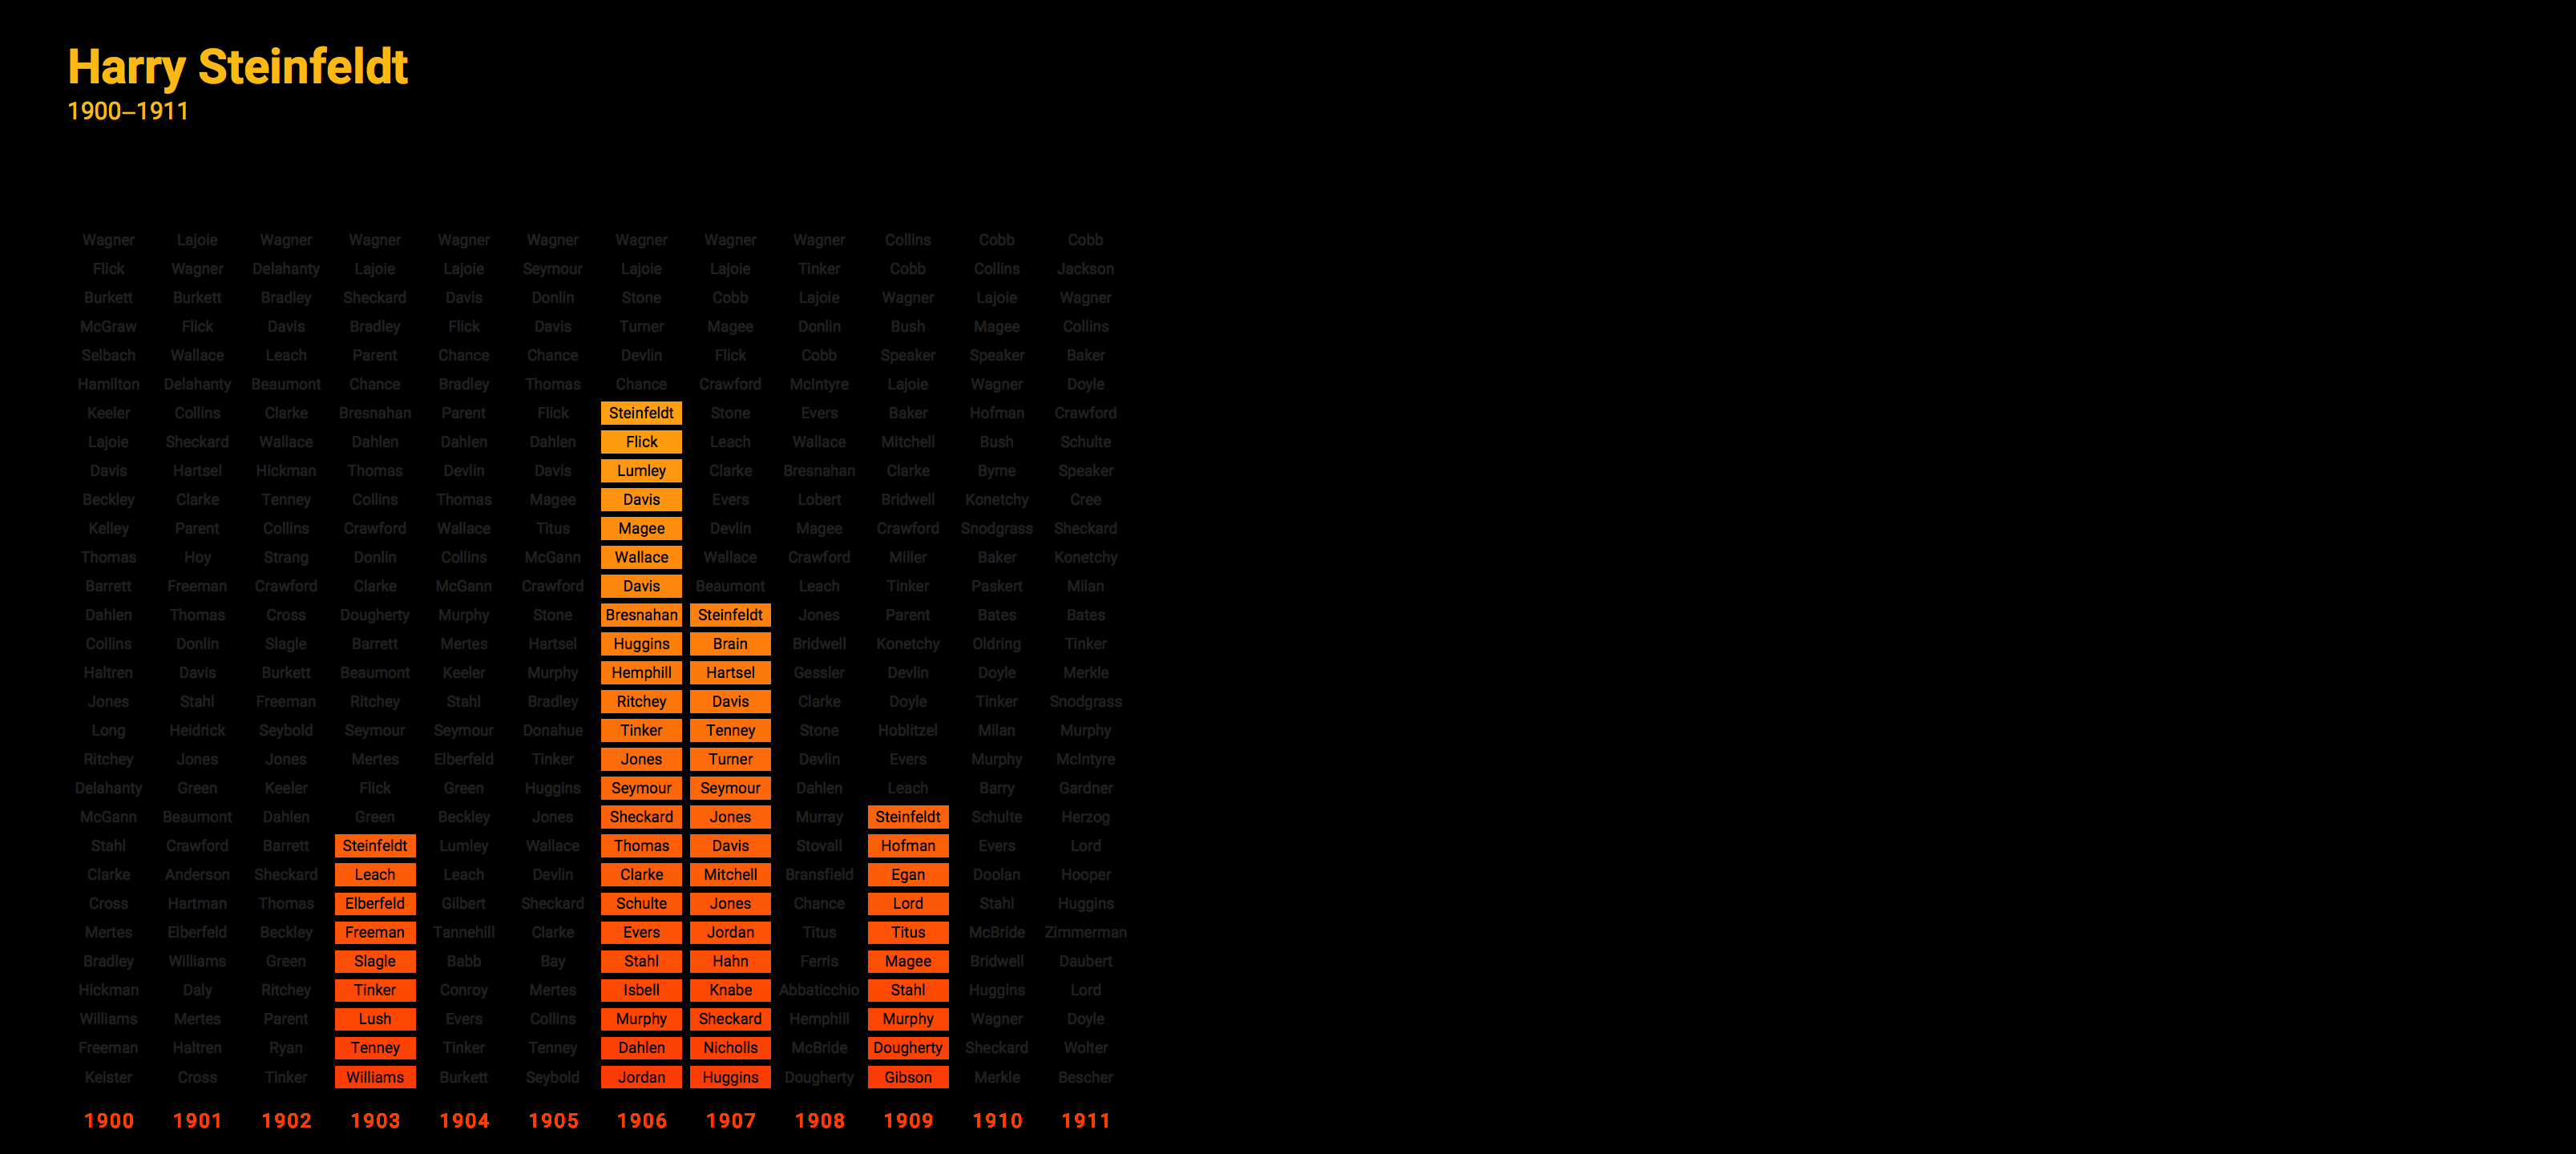 Harry Steinfeldt
1900–1911
Wagner Lajoie Wagner Wagner Wagner Wagner Wagner Wagner Wagner Collins Cobb Cobb
Flick Wagner Delahanty Lajoie Lajoie Seymour Lajoie Lajoie Tinker Cobb Collins Jackson
Burkett Burkett Bradley Sheckard Davis Donlin Stone Cobb Lajoie Wagner Lajoie Wagner
McGraw Flick Davis Bradley Flick Davis Turner Magee Donlin Bush Magee Collins
Selbach Wallace Leach Parent Chance Chance Devlin Flick Cobb Speaker Speaker Baker
Hamilton Delahanty Beaumont Chance Bradley Thomas Chance Crawford McIntyre Lajoie Wagner Doyle
Keeler Collins Clarke Bresnahan Parent Flick Steinfeldt Stone Evers Baker Hofman Crawford
Lajoie Sheckard Wallace Dahlen Dahlen Dahlen Flick Leach Wallace Mitchell Bush Schulte
Davis Hartsel Hickman Thomas Devlin Davis Lumley Clarke Bresnahan Clarke Byrne Speaker
Beckley Clarke Tenney Collins Thomas Magee Davis Evers Lobert Bridwell Konetchy Cree
Kelley Parent Collins Crawford Wallace Titus Magee Devlin Magee Crawford Snodgrass Sheckard
Thomas Hoy Strang Donlin Collins McGann Wallace Wallace Crawford Miller Baker Konetchy
Barrett Freeman Crawford Clarke McGann Crawford Davis Beaumont Leach Tinker Paskert Milan
Dahlen Thomas Cross Dougherty Murphy Stone Bresnahan Steinfeldt Jones Parent Bates Bates
Collins Donlin Slagle Barrett Mertes Hartsel Huggins Brain Bridwell Konetchy Oldring Tinker
Haltren Davis Burkett Beaumont Keeler Murphy Hemphill Hartsel Gessler Devlin Doyle Merkle
Jones Stahl Freeman Ritchey Stahl Bradley Ritchey Davis Clarke Doyle Tinker Snodgrass
Long Heidrick Seybold Seymour Seymour Donahue Tinker Tenney Stone Hoblitzel Milan Murphy
Ritchey Jones Jones Mertes Elberfeld Tinker Jones Turner Devlin Evers Murphy McIntyre
Delahanty Green Keeler Flick Green Huggins Seymour Seymour Dahlen Leach Barry Gardner
McGann Beaumont Dahlen Green Beckley Jones Sheckard Jones Murray Steinfeldt Schulte Herzog
Stahl Crawford Barrett Steinfeldt Lumley Wallace Thomas Davis Stovall Hofman Evers Lord
Clarke Anderson Sheckard Leach Leach Devlin Clarke Mitchell Bransfield Egan Doolan Hooper
Cross Hartman Thomas Elberfeld Gilbert Sheckard Schulte Jones Chance Lord Stahl Huggins
Mertes Elberfeld Beckley Freeman Tannehill Clarke Evers Jordan Titus Titus McBride Zimmerman
Bradley Williams Green Slagle Babb Bay Stahl Hahn Ferris Magee Bridwell Daubert
Hickman Daly Ritchey Tinker Conroy Mertes Isbell Knabe Abbaticchio Stahl Huggins Lord
Williams Mertes Parent Lush Evers Collins Murphy Sheckard Hemphill Murphy Wagner Doyle
Freeman Haltren Ryan Tenney Tinker Tenney Dahlen Nicholls McBride Dougherty Sheckard Wolter
Keister Cross Tinker Williams Burkett Seybold Jordan Huggins Dougherty Gibson Merkle Bescher
1900 1901 1902 1903 1904 1905 1906 1907 1908 1909 1910 1911